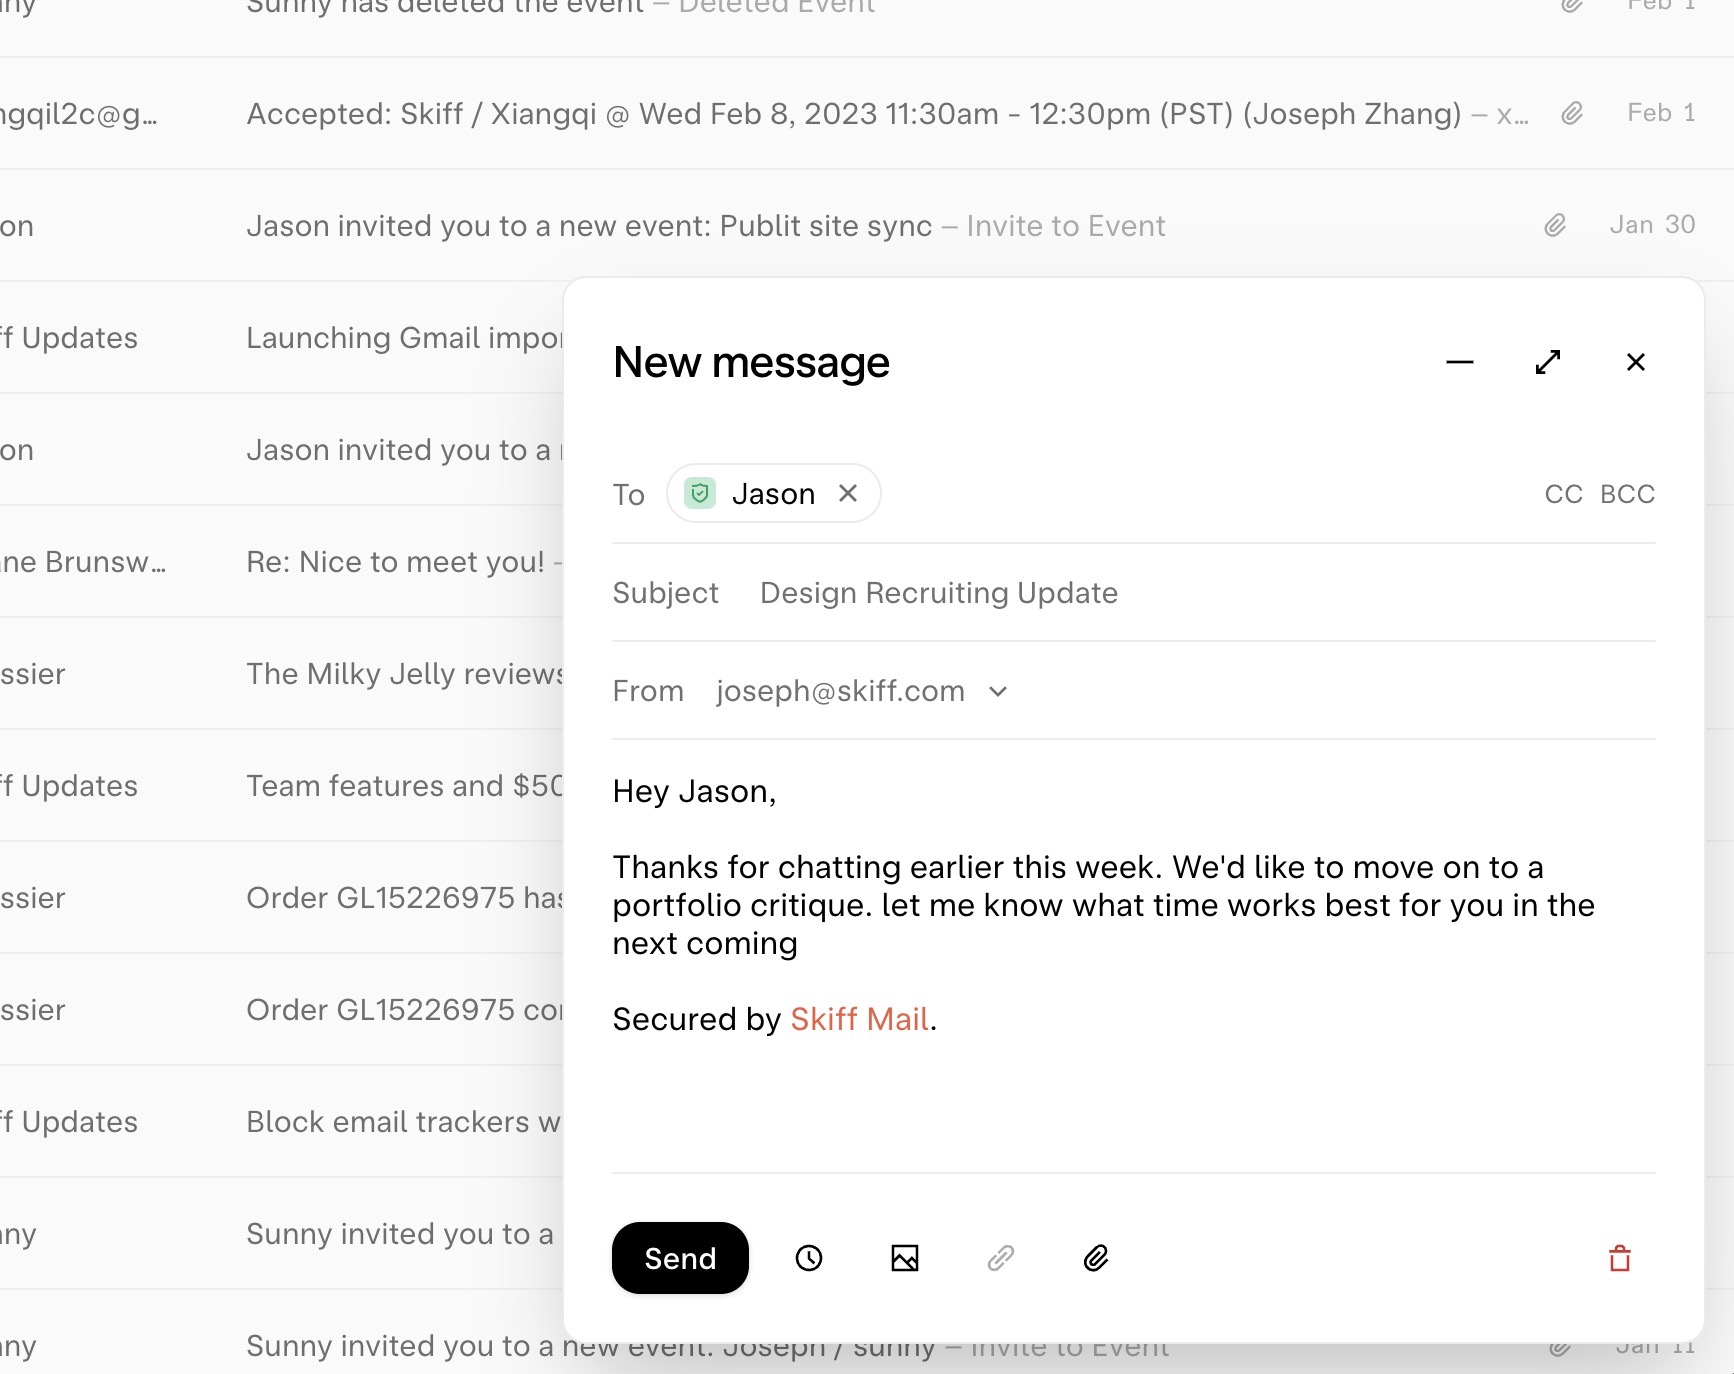 Sunny has deleted the event – Deleted Event Feb 1
ngqil2c@g… Accepted: Skiff / Xiangqi @ Wed Feb 8, 2023 11:30am - 12:30pm (PST) (Joseph Zhang) – x… Feb 1
on Jason invited you to a new event: Publit site sync – Invite to Event Jan 30
ff Updates Launching Gmail impor
on Jason invited you to a
ane Brunsw… Re: Nice to meet you! -
ssier The Milky Jelly reviews
ff Updates Team features and $50
ssier Order GL15226975 has
ssier Order GL15226975 con
ff Updates Block email trackers w
nny Sunny invited you to a
nny Sunny invited you to a new event: Joseph / sunny – Invite to Event Jan 11
New message
To Jason CC BCC
Subject Design Recruiting Update
From joseph@skiff.com
Hey Jason,
Thanks for chatting earlier this week. We'd like to move on to a
portfolio critique. let me know what time works best for you in the
next coming
Secured by Skiff Mail.
Send